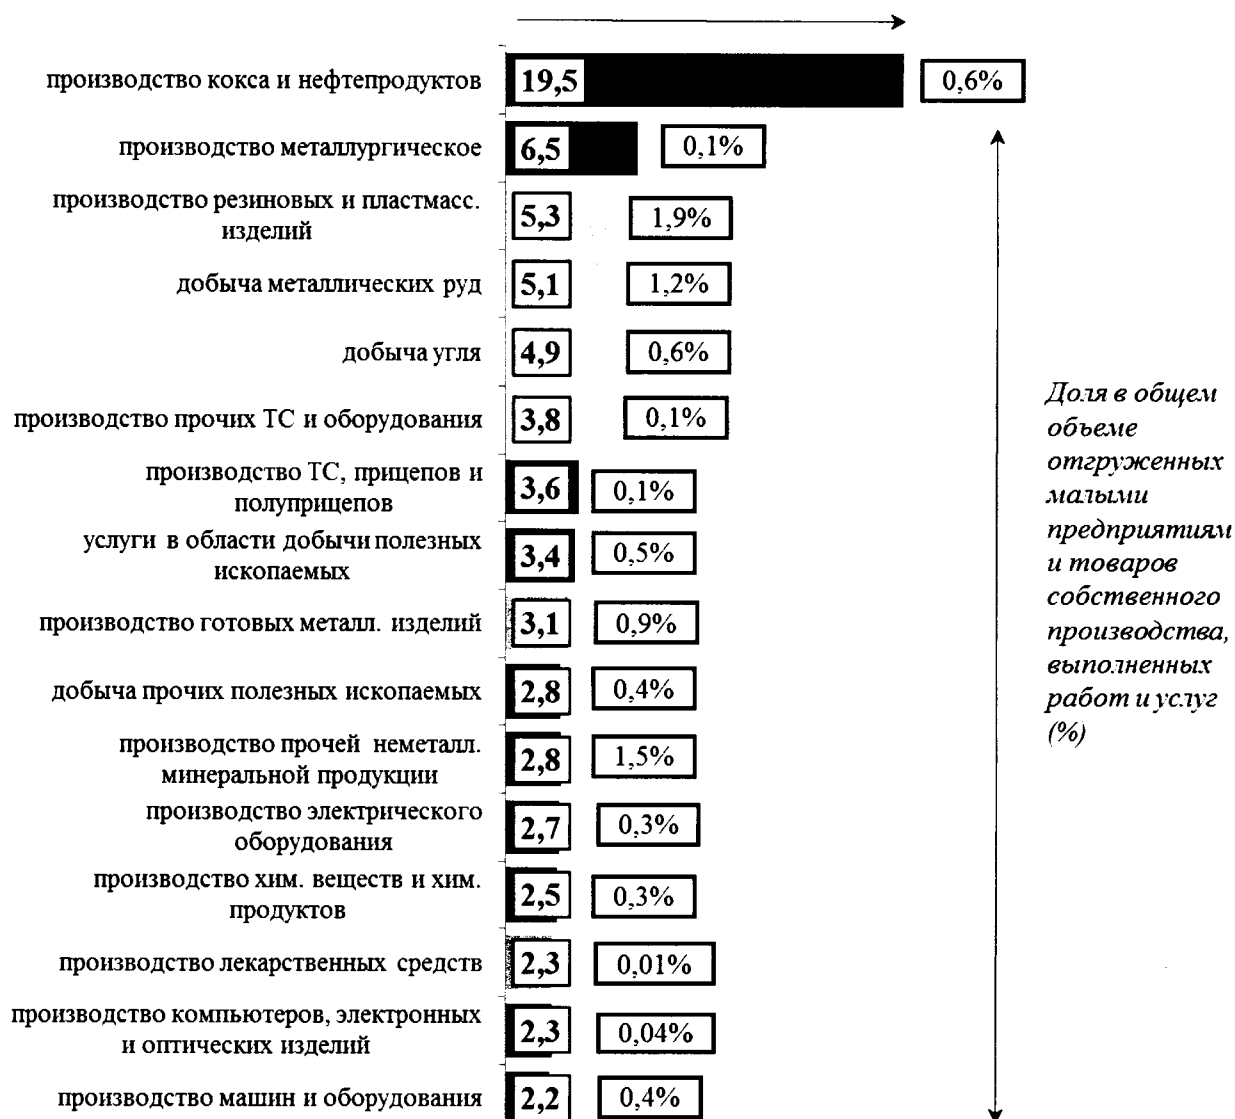 производство кокса и нефтепродуктов
19,5
0,6%
производство металлургическое
6,5
0,1%
производство резиновых и пластмасс.
изделий
5,3
1,9%
добыча металлических руд
5,1
1,2%
добыча угля
4,9
0,6%
производство прочих ТС и оборудования
3,8
0,1%
производство ТС, прицепов и
полуприцепов
3,6
0,1%
услуги в области добычи полезных
ископаемых
3,4
0,5%
производство готовых металл. изделий
3,1
0,9%
добыча прочих полезных ископаемых
2,8
0,4%
производство прочей неметалл.
минеральной продукции
2,8
1,5%
производство электрического
оборудования
2,7
0,3%
производство хим. веществ и хим.
продуктов
2,5
0,3%
производство лекарственных средств
2,3
0,01%
производство компьютеров, электронных
и оптических изделий
2,3
0,04%
производство машин и оборудования
2,2
0,4%
Доля в общем
объеме
отгруженных
малыми
предприятиям
и товаров
собственного
производства,
выполненных
работ и услуг
(%)